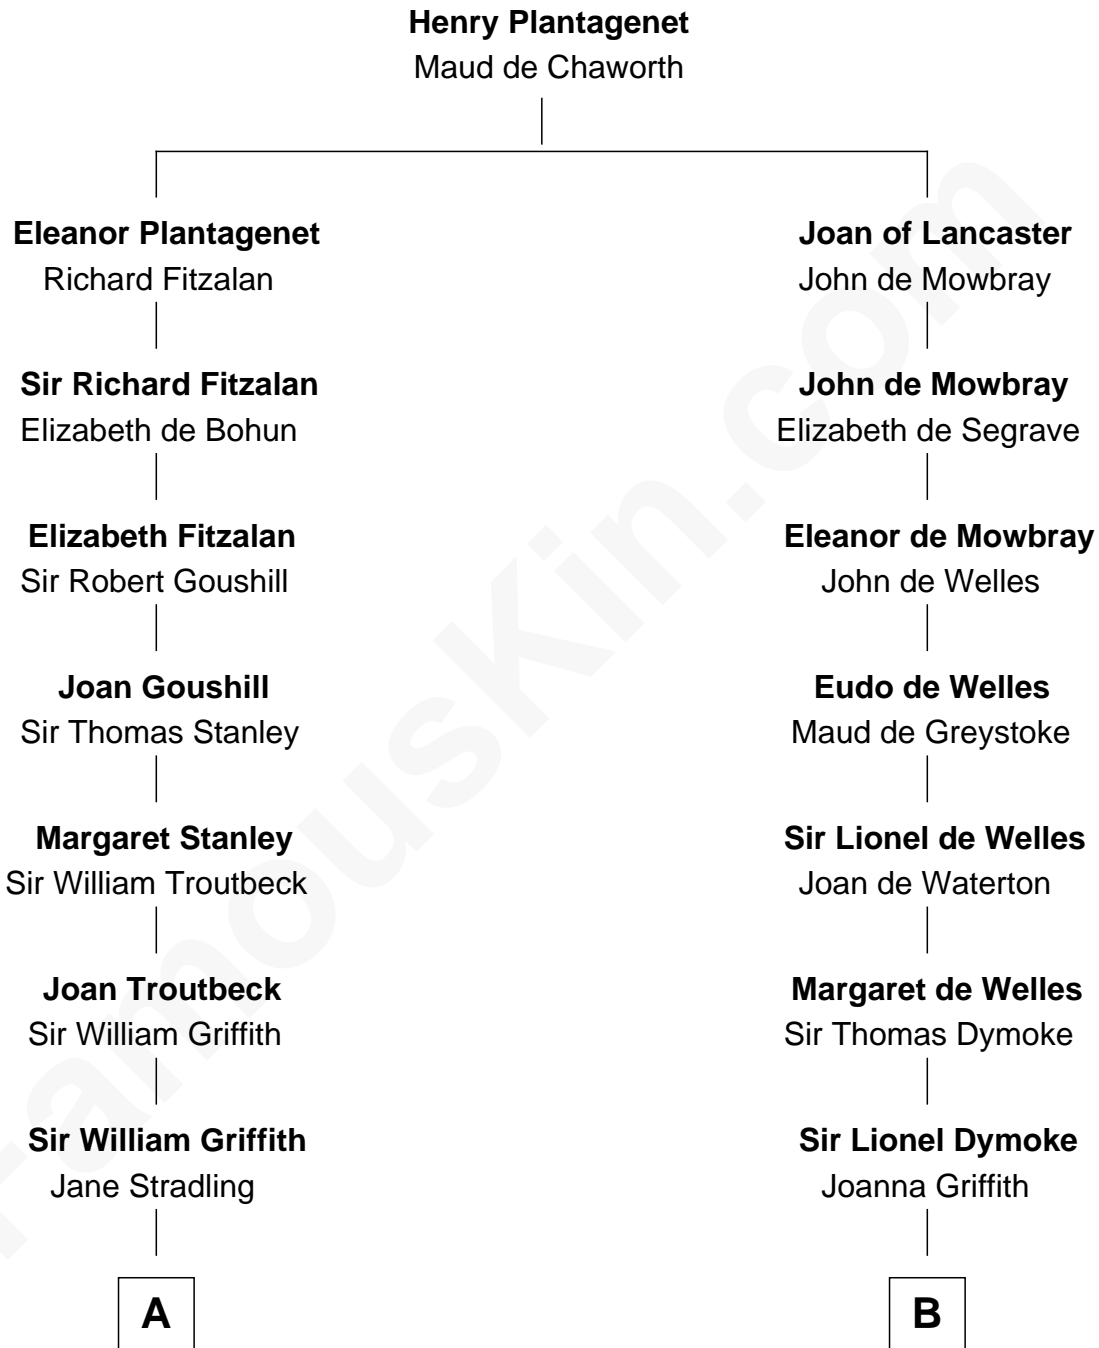 Henry Plantagenet
Maud de Chaworth
Eleanor Plantagenet
Richard Fitzalan
Joan of Lancaster
John de Mowbray
Sir Richard Fitzalan
Elizabeth de Bohun
John de Mowbray
Elizabeth de Segrave
Elizabeth Fitzalan
Sir Robert Goushill
Eleanor de Mowbray
John de Welles
Joan Goushill
Sir Thomas Stanley
Eudo de Welles
Maud de Greystoke
Margaret Stanley
Sir William Troutbeck
Sir Lionel de Welles
Joan de Waterton
Joan Troutbeck
Sir William Griffith
Margaret de Welles
Sir Thomas Dymoke
Sir William Griffith
Jane Stradling
Sir Lionel Dymoke
Joanna Griffith
A
B
FamousKin.com